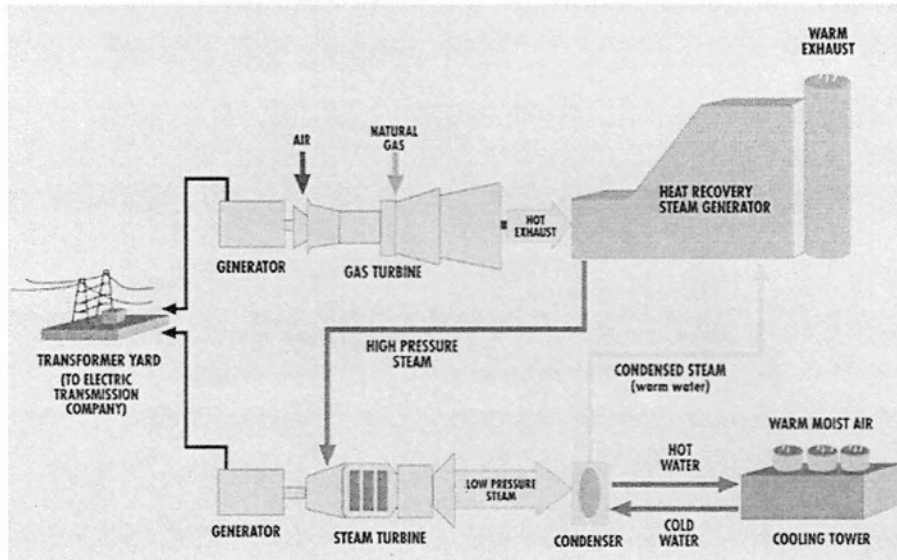 WARM
EXHAUST
AIR
NATURAL
GAS
HEAT RECOVERY
STEAM GENERATOR
HOT
EXHAUST
GENERATOR
GAS TURBINE
HIGH PRESSURE
STEAM
TRANSFORMER YARD
(TO ELECTRIC
TRANSMISSION
COMPANY)
CONDENSED STEAM
(warm water)
WARM MOIST AIR
HOT
WATER
LOW PRESSURE
STEAM
COLD
WATER
GENERATOR
STEAM TURBINE
CONDENSER
COOLING TOWER